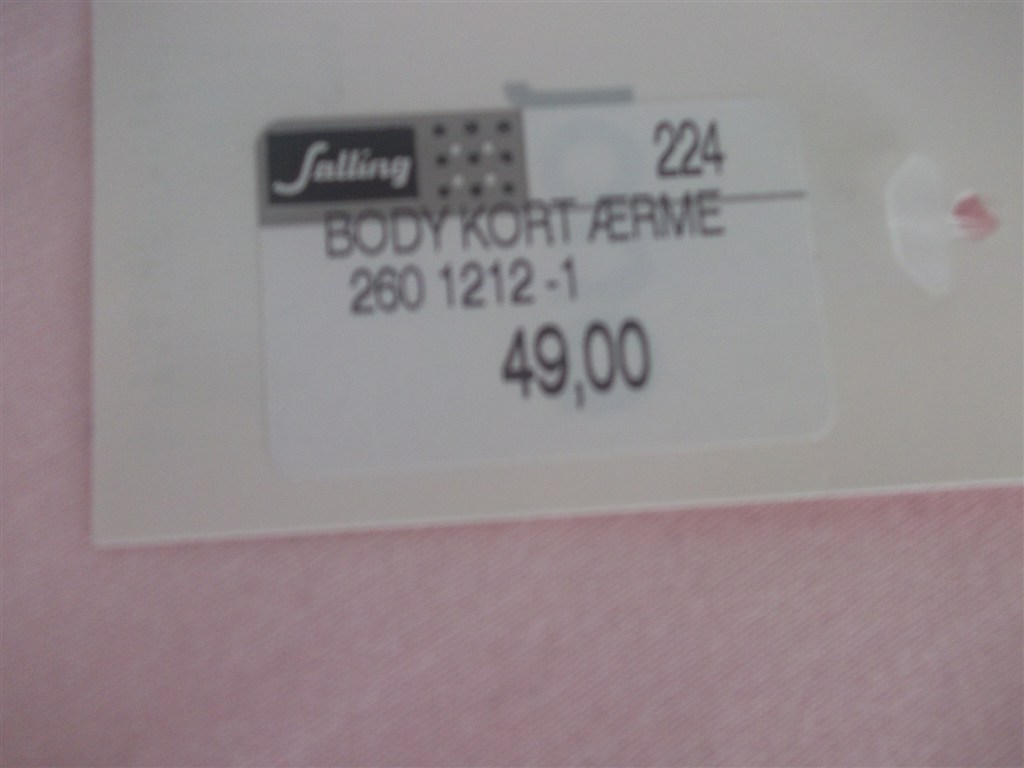 Salling
224
BODY KORT ÆRME
260 1212 -1
49,00